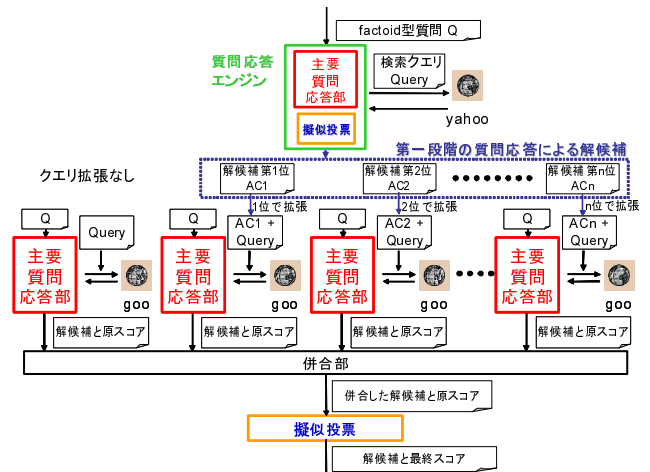 factoid型質問 Q
質問応答
エンジン
主要
質問
応答部
検索クエリ
Query
yahoo
擬似投票
第一段階の質問応答による解候補
解候補第1位
AC1
解候補第2位
AC2
解候補第n位
ACn
クエリ拡張なし
1位で拡張
2位で拡張
n位で拡張
Q
Query
Q
AC1 +
Query
Q
AC2 +
Query
Q
ACn +
Query
主要
質問
応答部
goo
主要
質問
応答部
goo
主要
質問
応答部
goo
主要
質問
応答部
goo
解候補と原スコア
解候補と原スコア
解候補と原スコア
解候補と原スコア
併合部
併合した解候補と原スコア
擬似投票
解候補と最終スコア